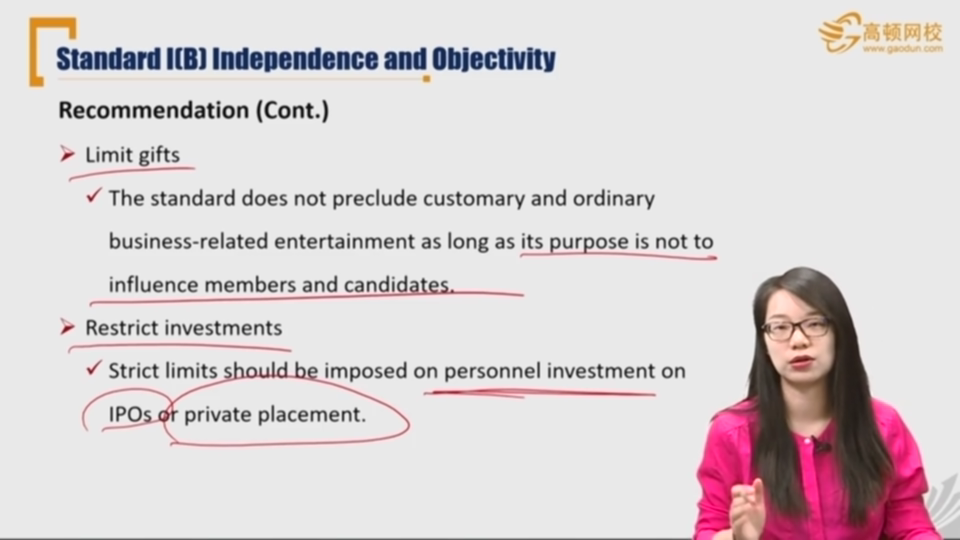 Standard I(B) Independence and Objectivity
高顿网校
www.gaodun.com
Recommendation (Cont.)
Limit gifts
The standard does not preclude customary and ordinary
business-related entertainment as long as its purpose is not to
influence members and candidates.
Restrict investments
Strict limits should be imposed on personnel investment on
IPOs or private placement.